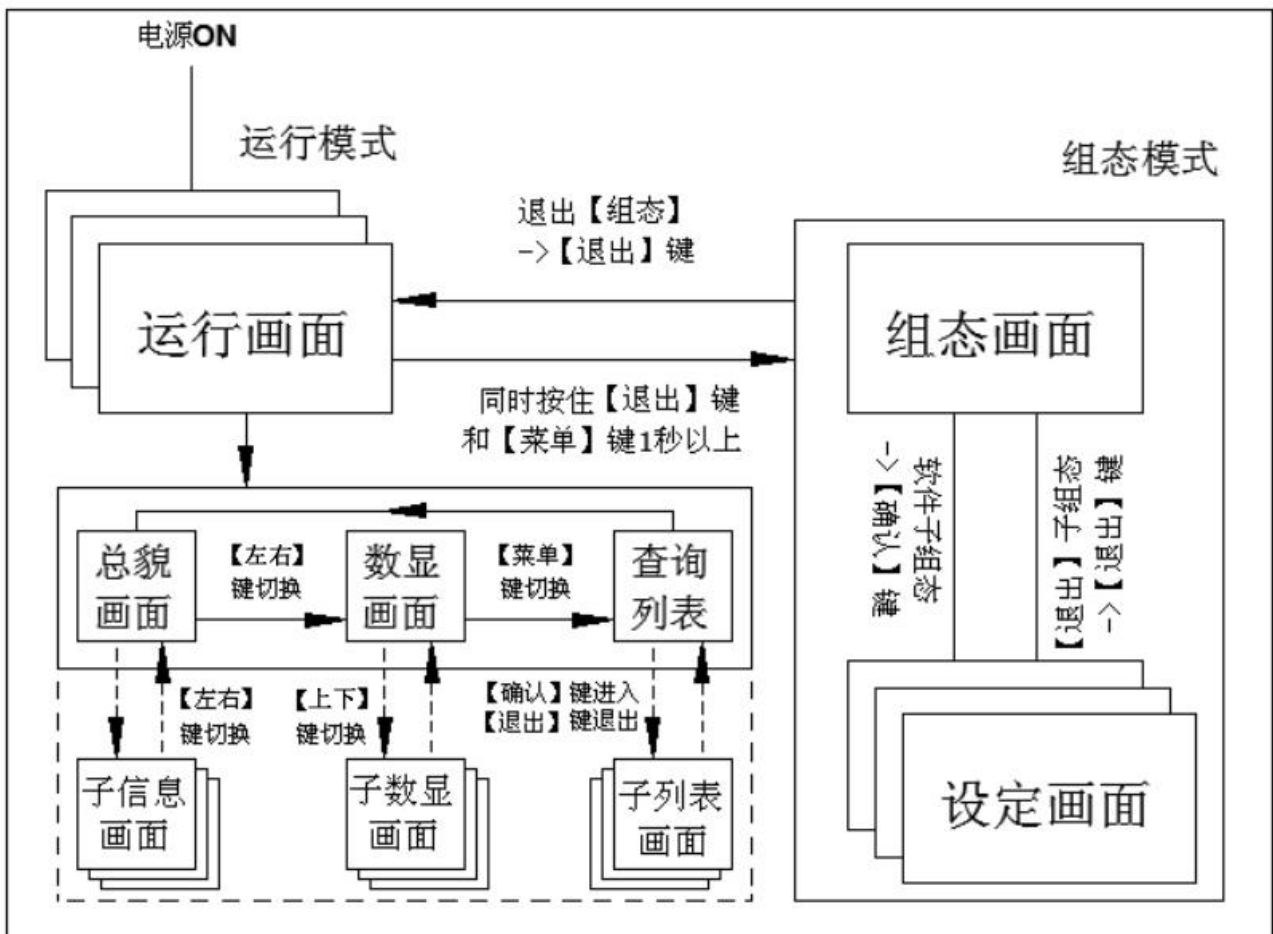 电源ON
运行模式
组态模式
退出【组态】
->【退出】键
运行画面
组态画面
同时按住【退出】键
和【菜单】键1秒以上
软件子组态
->【确认】键
【退出】子组态
->【退出】键
总貌
画面
【左右】
键切换
数显
画面
【菜单】
键切换
查询
列表
【左右】
键切换
【上下】
键切换
【确认】键进入
【退出】键退出
子信息
画面
子数显
画面
子列表
画面
设定画面